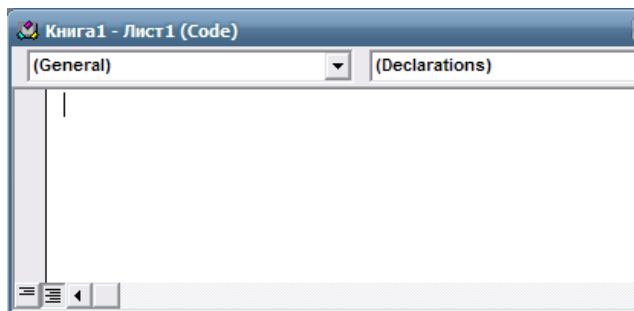 Книга1 - Лист1 (Code)
(General) (Declarations)